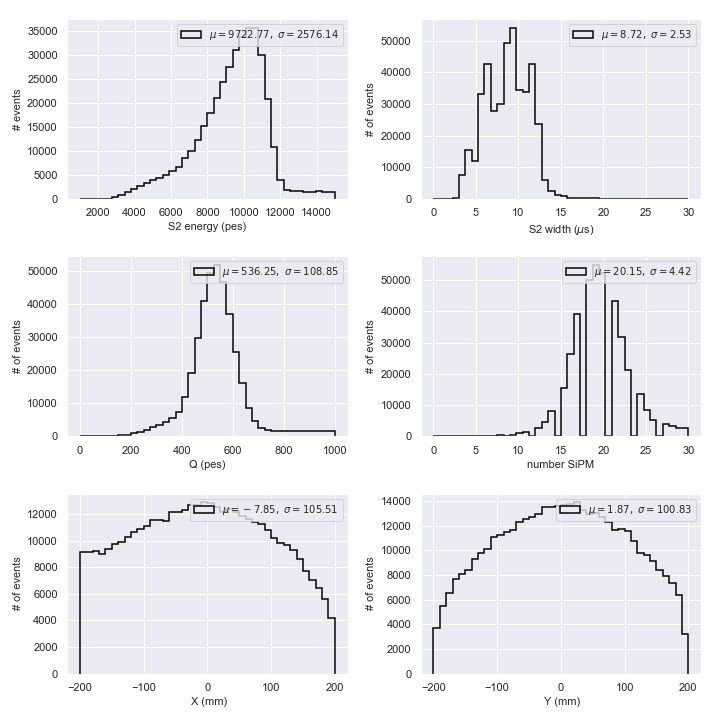 μ = 9722.77, σ = 2576.14
# events
35000
30000
25000
20000
15000
10000
5000
0
2000 4000 6000 8000 10000 12000 14000
S2 energy (pes)
μ = 8.72, σ = 2.53
# of events
50000
40000
30000
20000
10000
0
0 5 10 15 20 25 30
S2 width (μs)
μ = 536.25, σ = 108.85
# of events
50000
40000
30000
20000
10000
0
0 200 400 600 800 1000
Q (pes)
μ = 20.15, σ = 4.42
# of events
50000
40000
30000
20000
10000
0
0 5 10 15 20 25 30
number SiPM
μ = −7.85, σ = 105.51
# of events
12000
10000
8000
6000
4000
2000
0
−200 −100 0 100 200
X (mm)
μ = 1.87, σ = 100.83
# of events
14000
12000
10000
8000
6000
4000
2000
0
−200 −100 0 100 200
Y (mm)